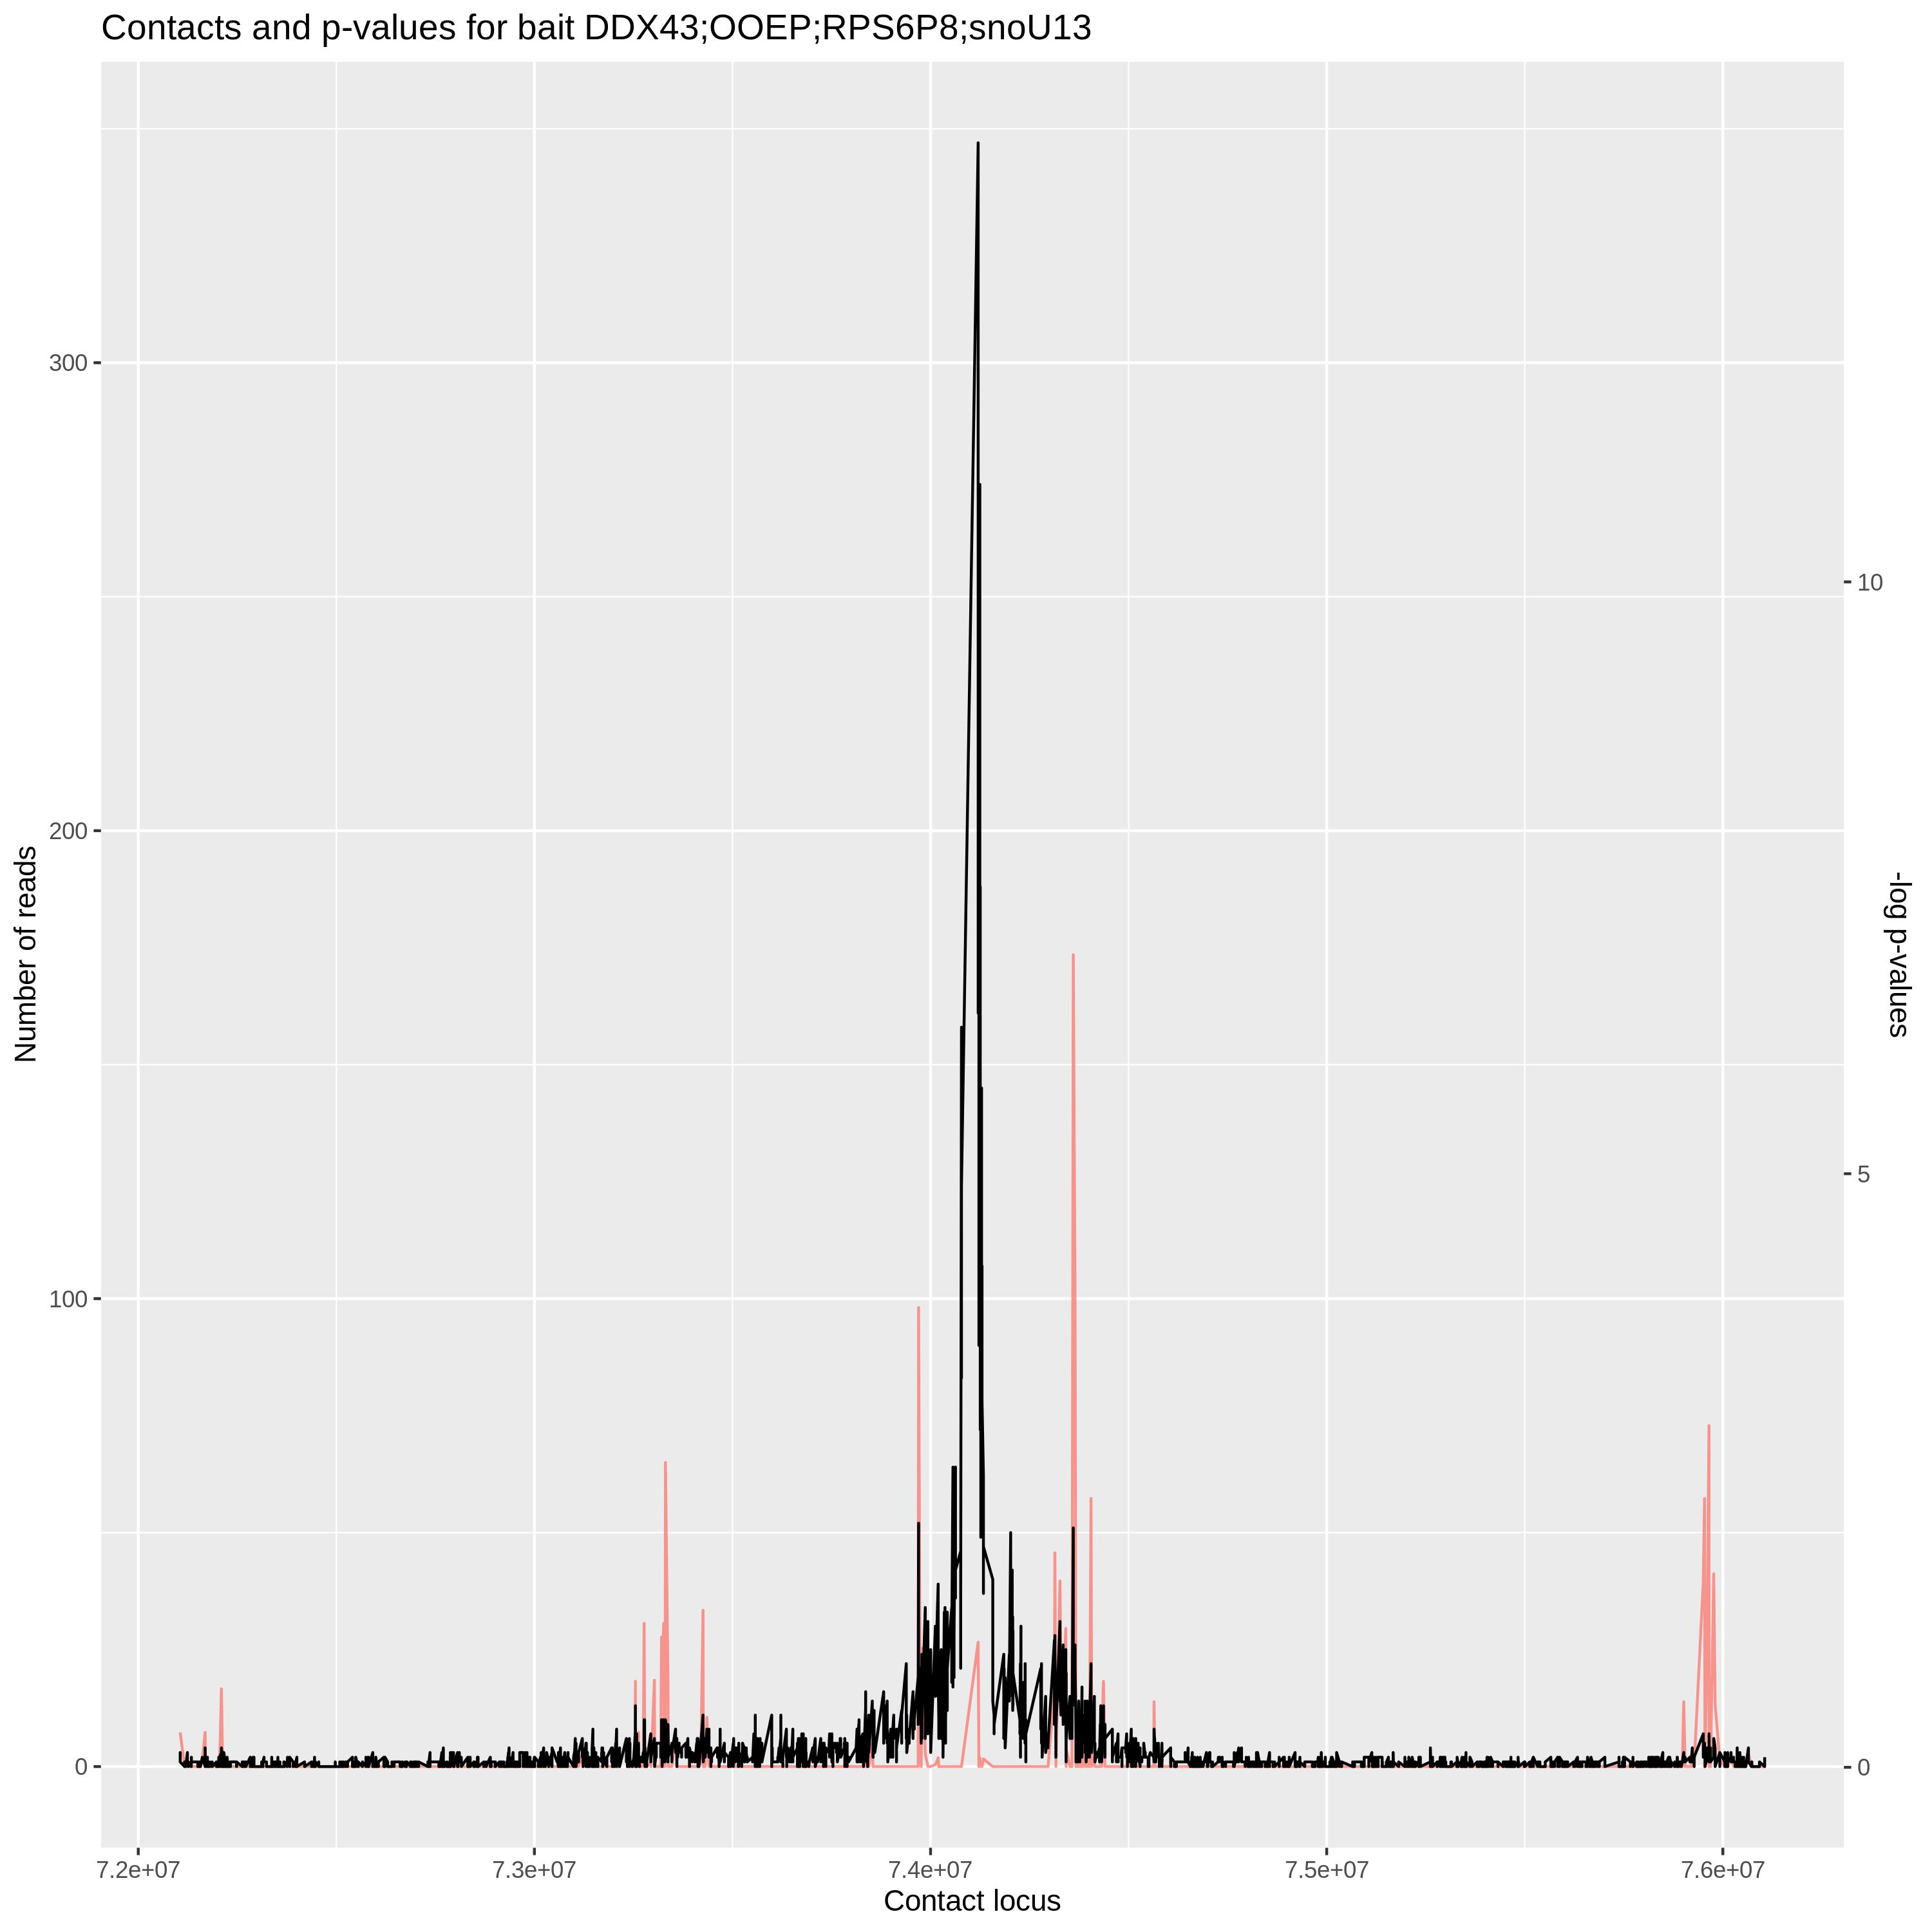 Contacts and p-values for bait DDX43;OOEP;RPS6P8;snoU13
Number of reads
300
200
100
0
10
5
0
-log p-values
7.2e+07
7.3e+07
7.4e+07
7.5e+07
7.6e+07
Contact locus